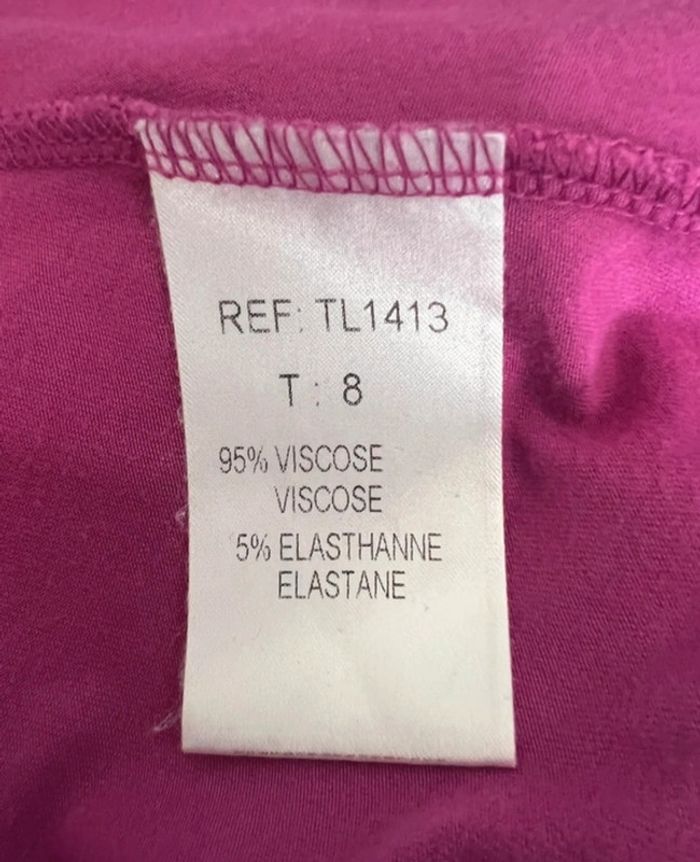 REF: TL1413
T : 8
95% VISCOSE
VISCOSE
5% ELASTHANNE
ELASTANE